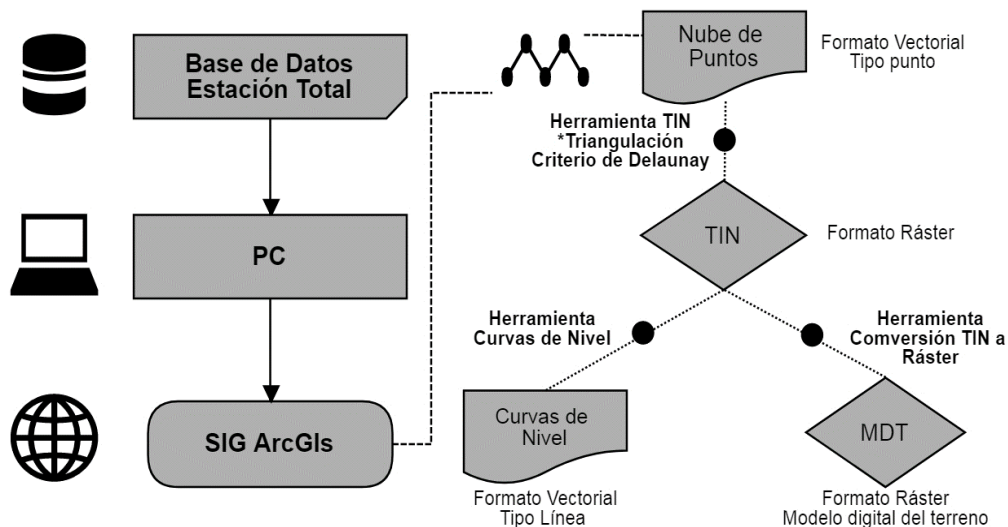 Base de Datos
Estación Total
PC
SIG ArcGIs
Nube de
Puntos
Formato Vectorial
Tipo punto
Herramienta TIN
*Triangulación
Criterio de Delaunay
TIN
Formato Ráster
Herramienta
Curvas de Nivel
Herramienta
Comversión TIN a
Ráster
Curvas de
Nivel
MDT
Formato Vectorial
Tipo Línea
Formato Ráster
Modelo digital del terreno